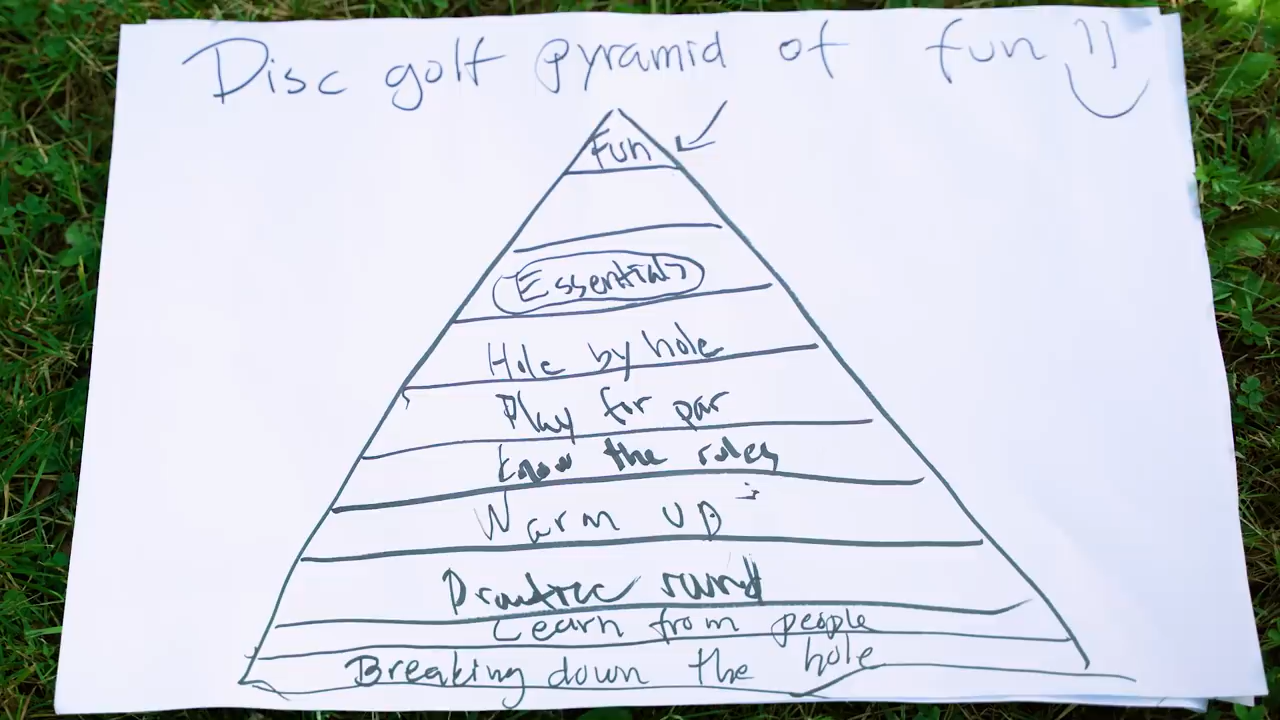 Disc golf pyramid of fun :)
Fun
Essentials
Hole by hole
Play for par
Know the rules
Warm up
Practice round
Learn from people
Breaking down the hole